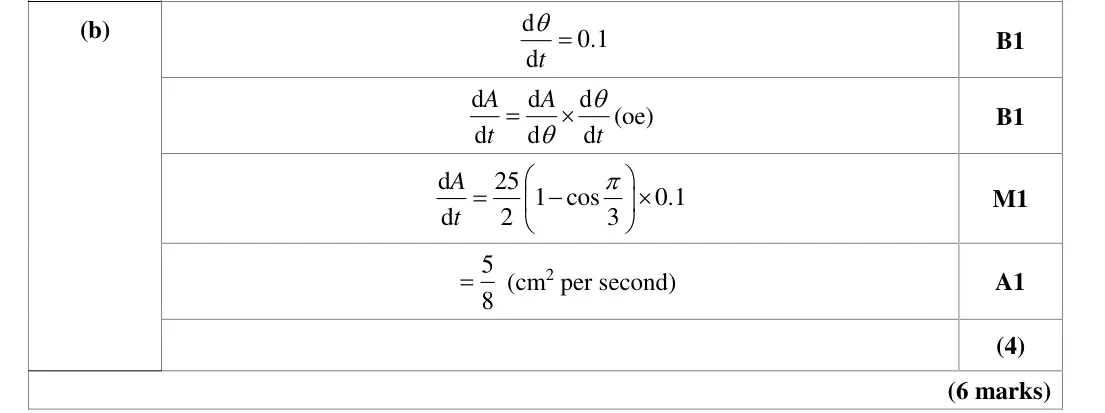 (b)
dθ/dt = 0.1 B1
dA/dt = dA/dθ × dθ/dt (oe) B1
dA/dt = 25/2 (1 − cos π/3) × 0.1 M1
= 5/8 (cm² per second) A1
(4)
(6 marks)